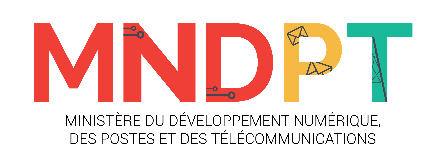 MNDPT
MINISTÈRE DU DÉVELOPPEMENT NUMÉRIQUE,
DES POSTES ET DES TÉLÉCOMMUNICATIONS